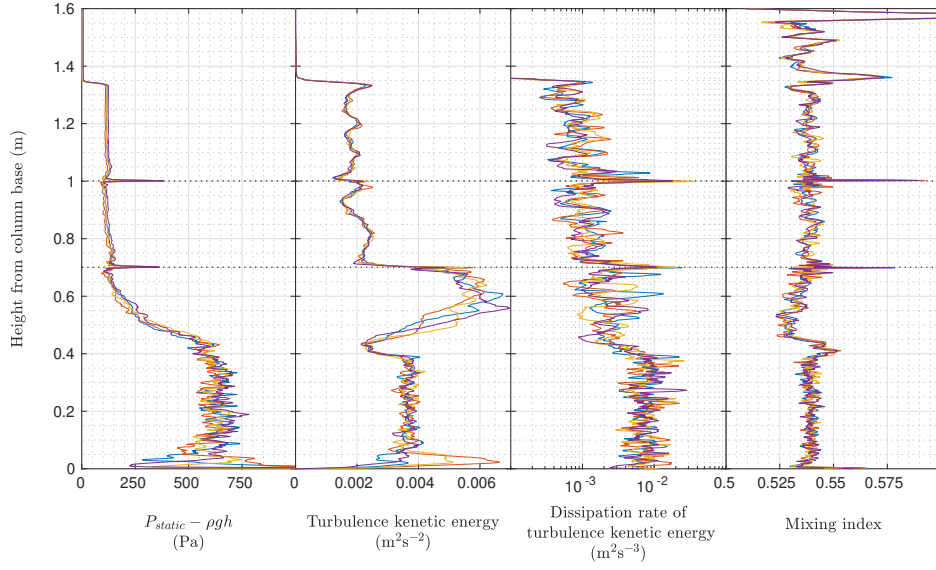 1.6
1.4
1.2
1
0.8
0.6
0.4
0.2
0
Height from column base (m)
0 250 500 750
0 0.002 0.004 0.006
10-3 10-2
0.5 0.525 0.55 0.575
Pstatic − ρgh
(Pa)
Turbulence kenetic energy
(m2s−2)
Dissipation rate of
turbulence kenetic energy
(m2s−3)
Mixing index